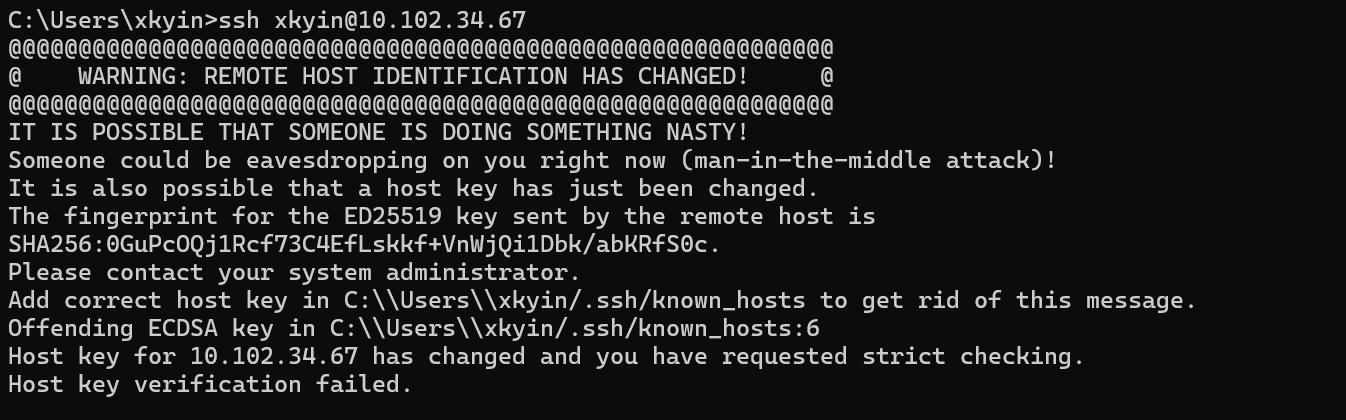 C:\Users\xkyin>ssh xkyin@10.102.34.67
@@@@@@@@@@@@@@@@@@@@@@@@@@@@@@@@@@@@@@@@@@@@@@@@@@@@@@@@@@@
@    WARNING: REMOTE HOST IDENTIFICATION HAS CHANGED!     @
@@@@@@@@@@@@@@@@@@@@@@@@@@@@@@@@@@@@@@@@@@@@@@@@@@@@@@@@@@@
IT IS POSSIBLE THAT SOMEONE IS DOING SOMETHING NASTY!
Someone could be eavesdropping on you right now (man-in-the-middle attack)!
It is also possible that a host key has just been changed.
The fingerprint for the ED25519 key sent by the remote host is
SHA256:0GuPcOQj1Rcf73C4EfLskkf+VnWjQi1Dbk/abKRfS0c.
Please contact your system administrator.
Add correct host key in C:\\Users\\xkyin/.ssh/known_hosts to get rid of this message.
Offending ECDSA key in C:\\Users\\xkyin/.ssh/known_hosts:6
Host key for 10.102.34.67 has changed and you have requested strict checking.
Host key verification failed.